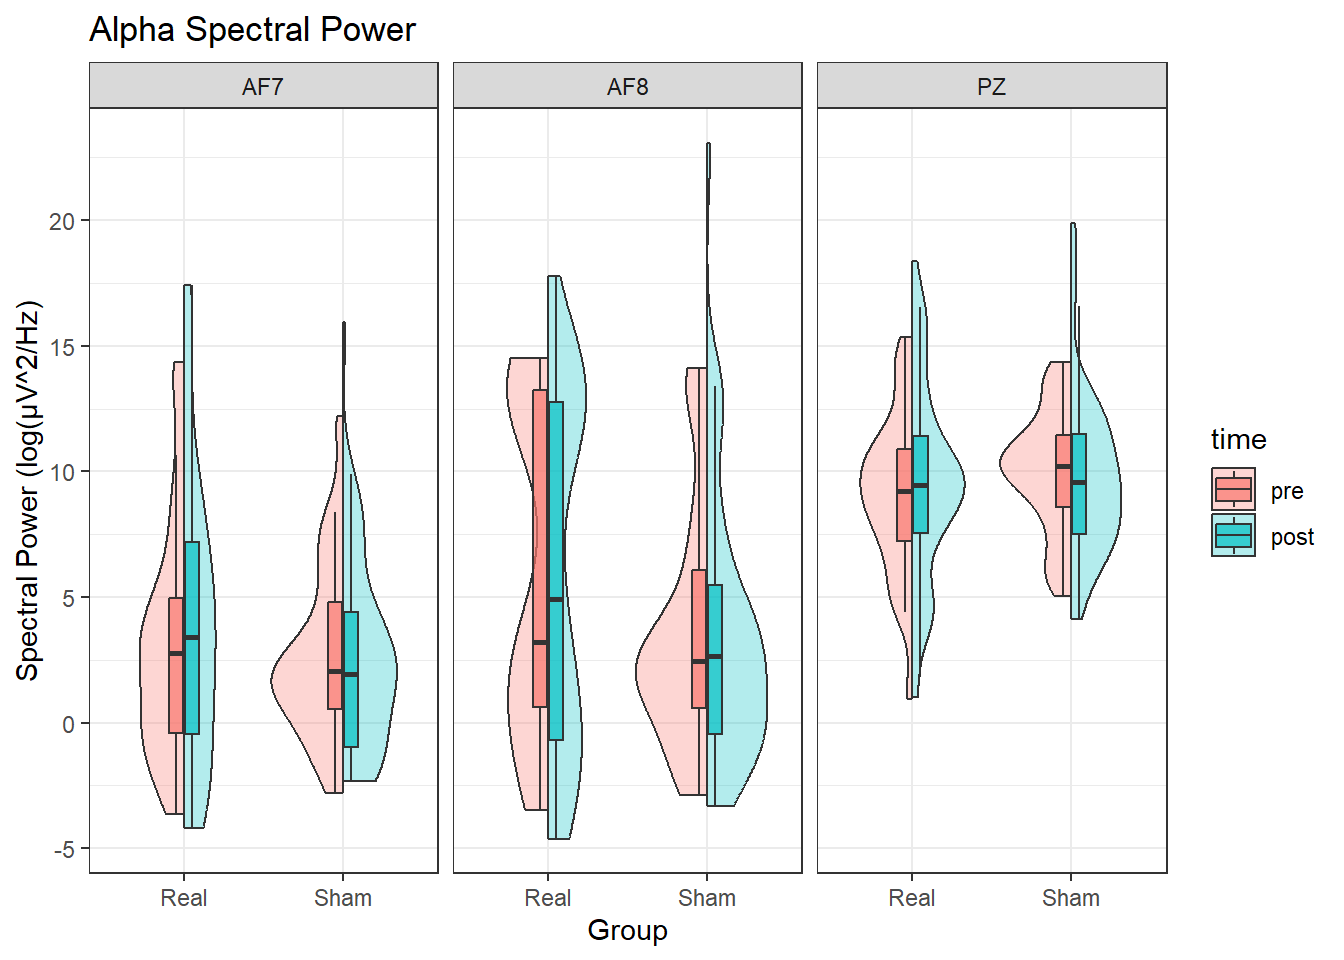 Alpha Spectral Power
AF7
AF8
PZ
Spectral Power (log(µV^2/Hz)
20
15
10
5
0
-5
Real
Sham
Real
Sham
Real
Sham
Group
time
pre
post